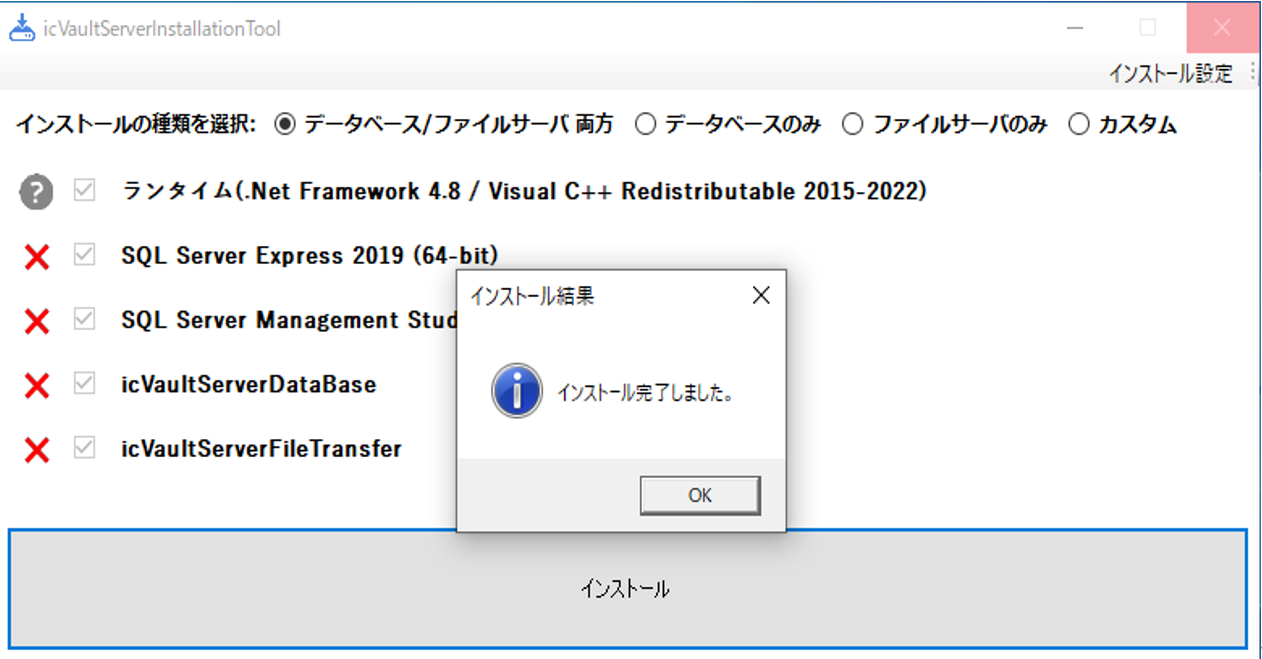 icVaultServerInstallationTool
インストール設定
インストールの種類を選択: データベース/ファイルサーバ 両方 データベースのみ ファイルサーバのみ カスタム
ランタイム(.Net Framework 4.8 / Visual C++ Redistributable 2015-2022)
SQL Server Express 2019 (64-bit)
SQL Server Management
icVaultServerDataBase
icVaultServerFileTransfer
インストール結果
インストール完了しました。
OK
インストール